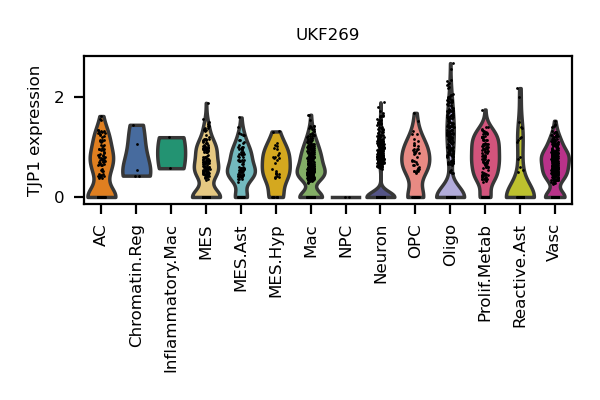 UKF269
TJP1 expression
2
0
AC
Chromatin.Reg
Inflammatory.Mac
MES
MES.Ast
MES.Hyp
Mac
NPC
Neuron
OPC
Oligo
Prolif.Metab
Reactive.Ast
Vasc